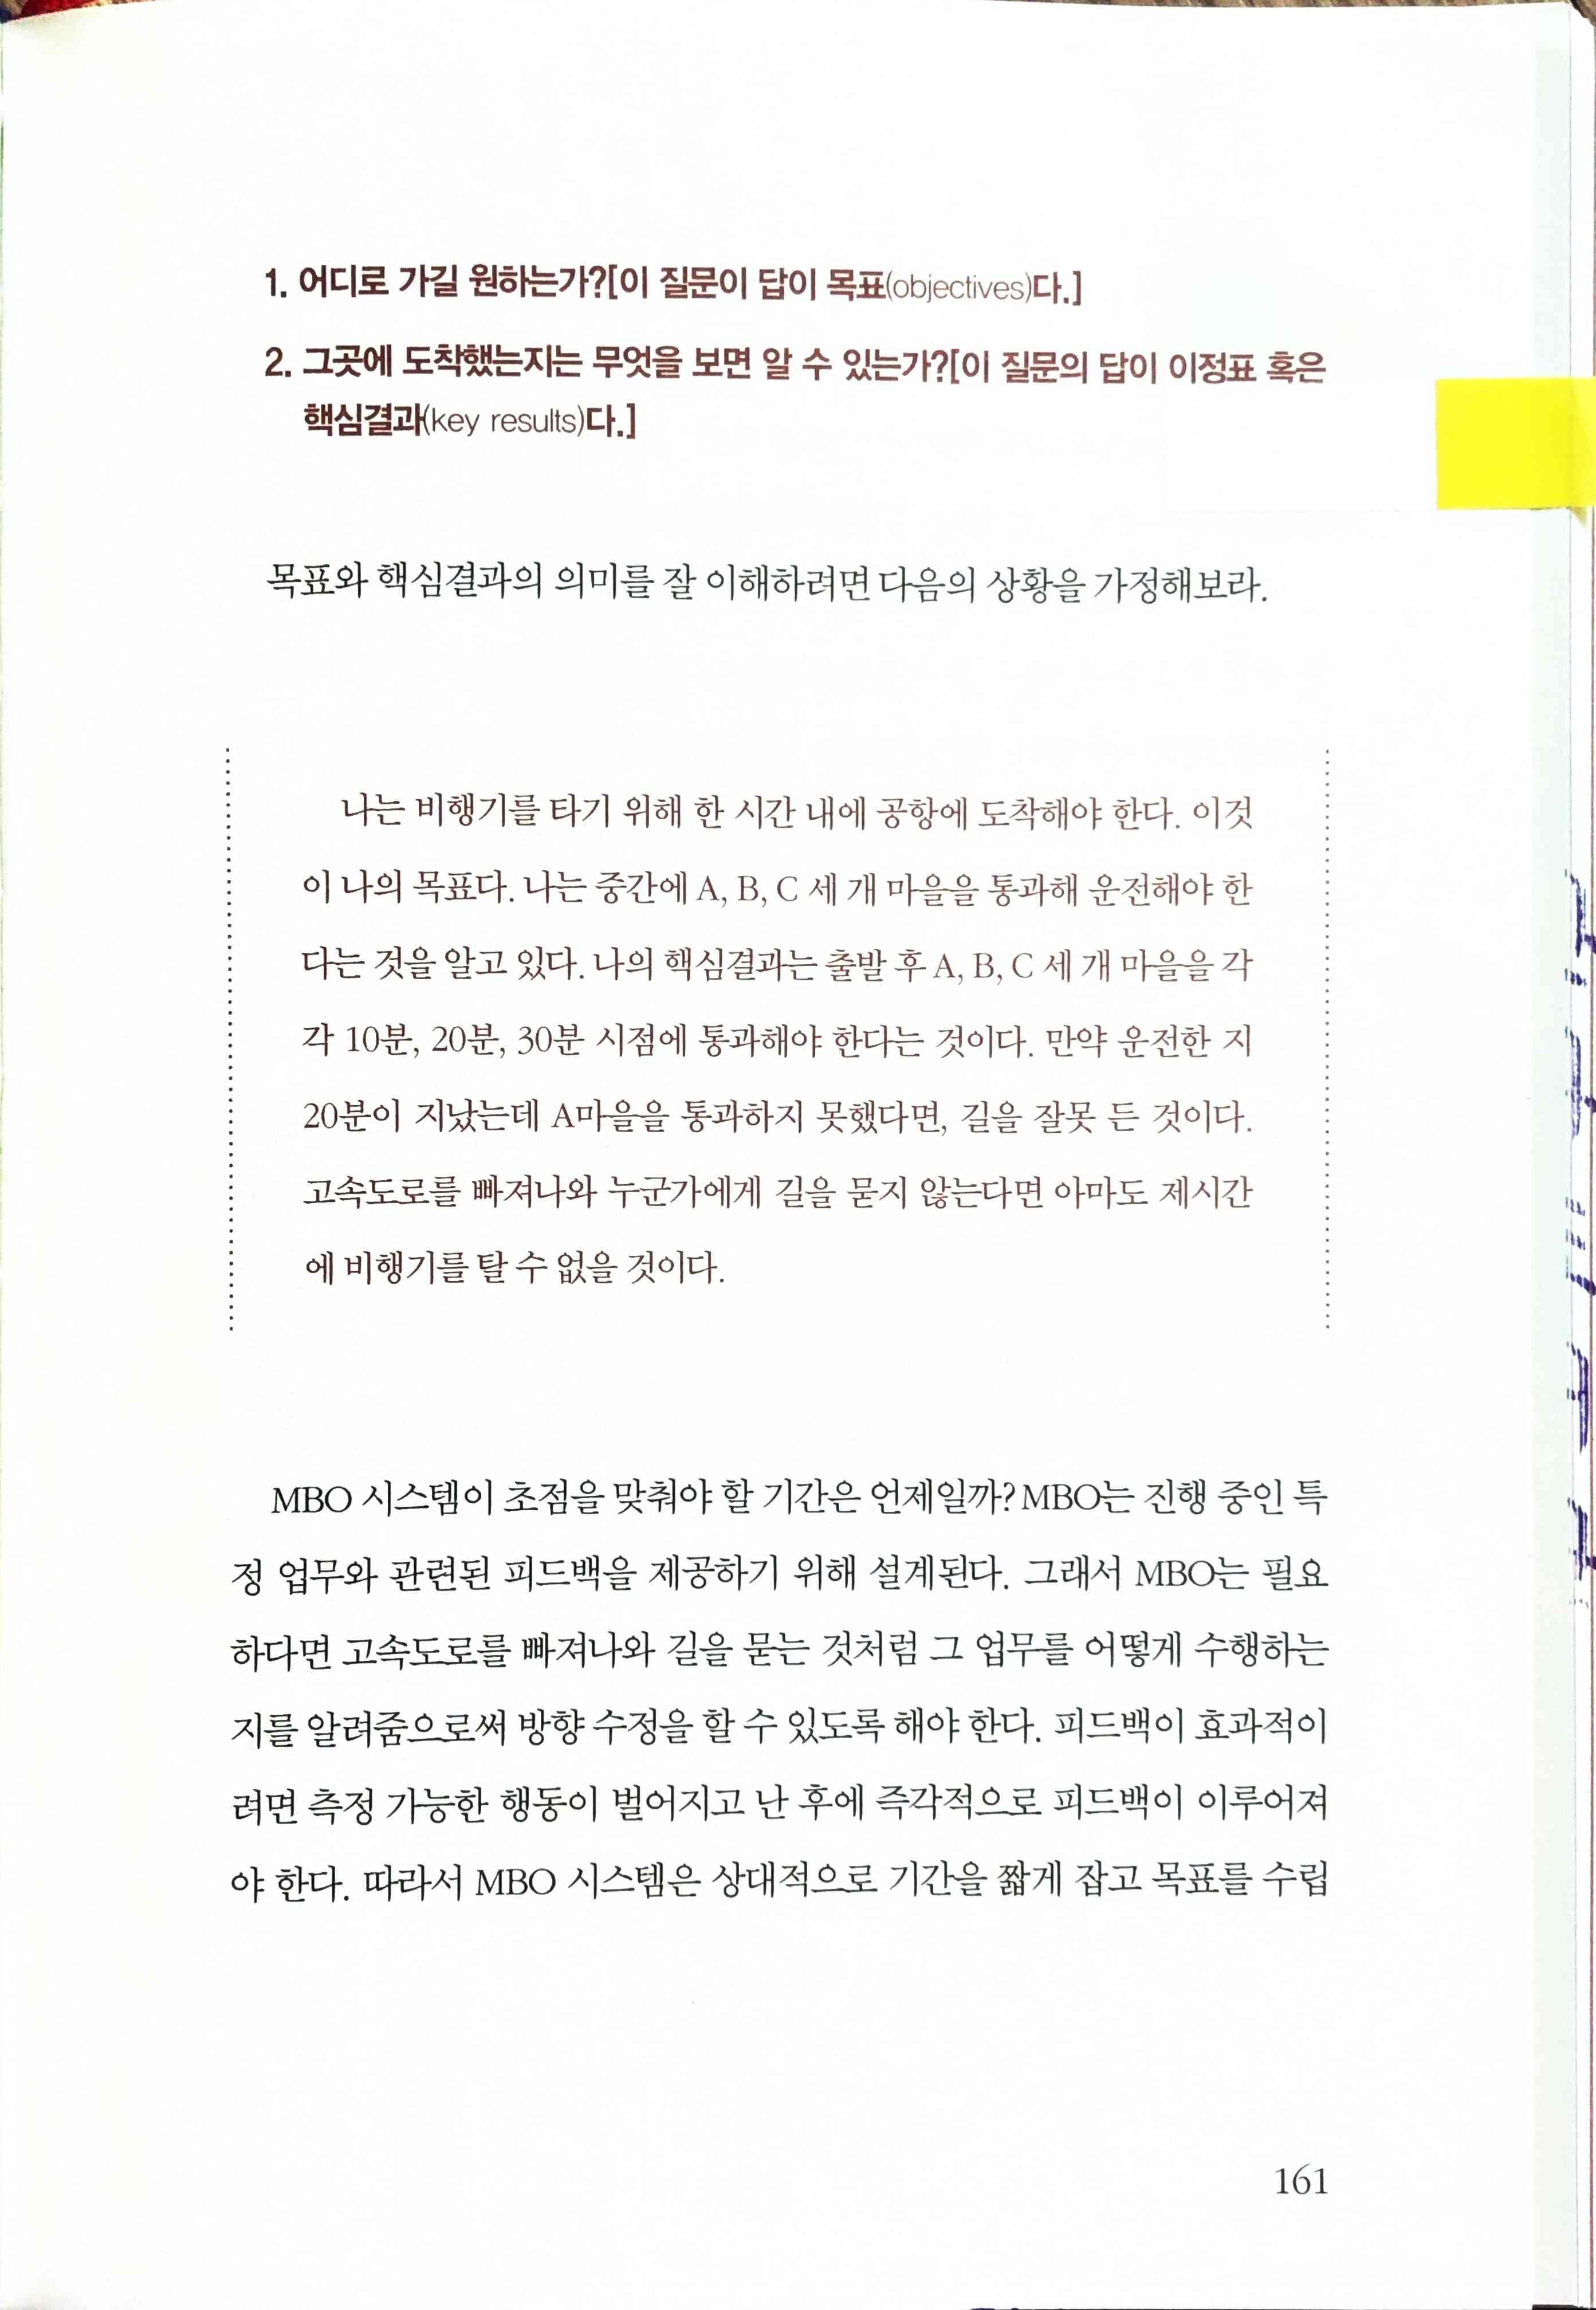 1. 어디로 가길 원하는가?[이 질문이 답이 목표(objectives)다.]
2. 그곳에 도착했는지는 무엇을 보면 알 수 있는가?[이 질문의 답이 이정표 혹은
핵심결과(key results)다.]
목표와 핵심결과의 의미를 잘 이해하려면 다음의 상황을 가정해보라.
나는 비행기를 타기 위해 한 시간 내에 공항에 도착해야 한다. 이것
이 나의 목표다. 나는 중간에 A, B, C 세 개 마을을 통과해 운전해야 한
다는 것을 알고 있다. 나의 핵심결과는 출발 후 A, B, C 세 개 마을을 각
각 10분, 20분, 30분 시점에 통과해야 한다는 것이다. 만약 운전한 지
20분이 지났는데 A마을을 통과하지 못했다면, 길을 잘못 든 것이다.
고속도로를 빠져나와 누군가에게 길을 묻지 않는다면 아마도 제시간
에 비행기를 탈 수 없을 것이다.
MBO 시스템이 초점을 맞춰야 할 기간은 언제일까? MBO는 진행 중인 특
정 업무와 관련된 피드백을 제공하기 위해 설계된다. 그래서 MBO는 필요
하다면 고속도로를 빠져나와 길을 묻는 것처럼 그 업무를 어떻게 수행하는
지를 알려줌으로써 방향 수정을 할 수 있도록 해야 한다. 피드백이 효과적이
려면 측정 가능한 행동이 벌어지고 난 후에 즉각적으로 피드백이 이루어져
야 한다. 따라서 MBO 시스템은 상대적으로 기간을 짧게 잡고 목표를 수립
161